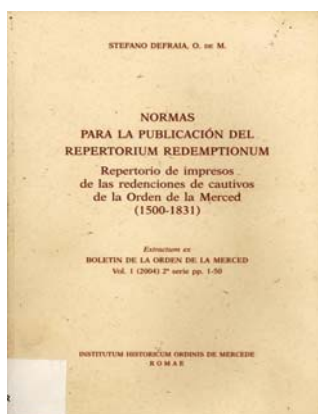 STEFANO DEFRAIA, O. DE M.
NORMAS
PARA LA PUBLICACIÓN DEL
REPERTORIUM REDEMPTIONUM
Repertorio de impresos
de las redenciones de cautivos
de la Orden de la Merced
(1500-1831)
Extractum ex
BOLETIN DE LA ORDEN DE LA MERCED
Vol. 1 (2004) 2ª serie pp. 1-50
INSTITUTUM HISTORICUM ORDINIS DE MERCEDE
ROMAE